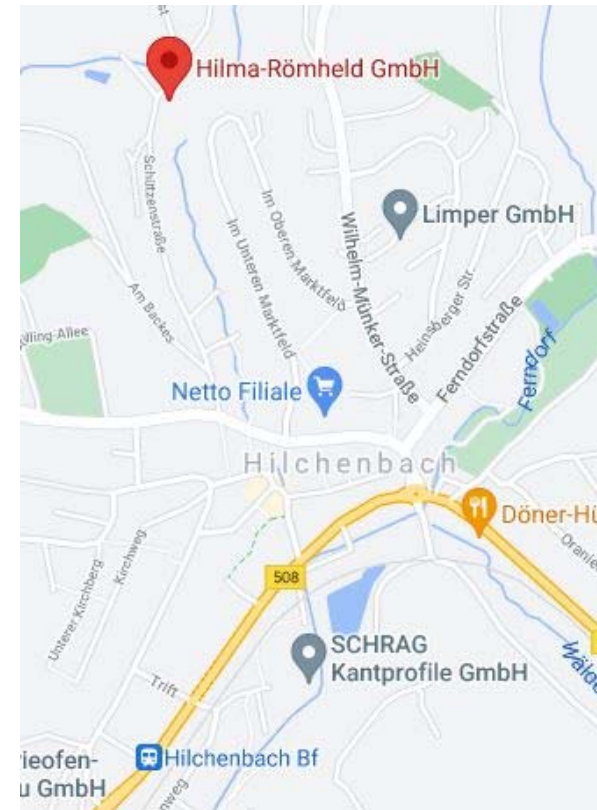 Hilma-Römheld GmbH
Schützenstraße
Im Oberen Marktfeld
Im Unteren Marktfeld
Wilhelm-Münker-Straße
Limper GmbH
Heinsberger Str.
Am Backes
Ferndorfstraße
Ferndorf
Netto Filiale
Hilchenbach
Döner-Hü
Kirchweg
Unterer Kirchberg
508
SCHRAG
Kantprofile GmbH
Trift
Hilchenbach Bf
GmbH